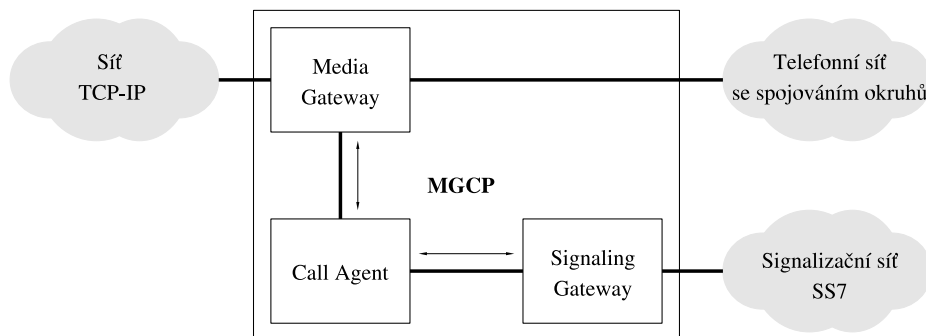 Síť
TCP-IP
Media
Gateway
Telefonní síť
se spojováním okruhů
MGCP
Call Agent
Signaling
Gateway
Signalizační síť
SS7